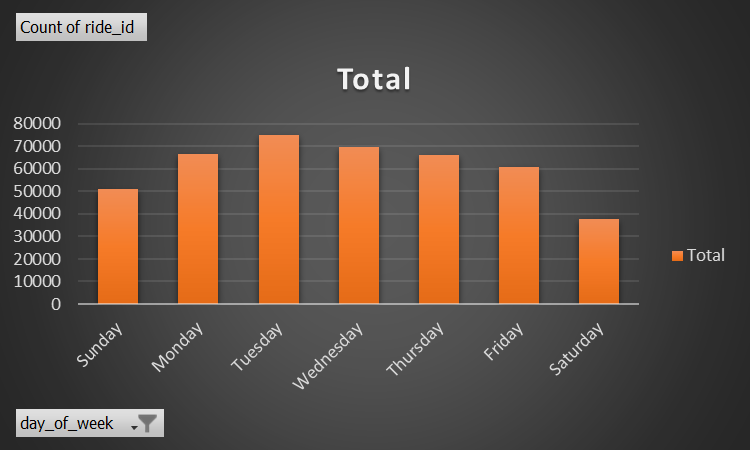 Count of ride_id
Total
80000
70000
60000
50000
40000
30000
20000
10000
0
Sunday
Monday
Tuesday
Wednesday
Thursday
Friday
Saturday
Total
day_of_week